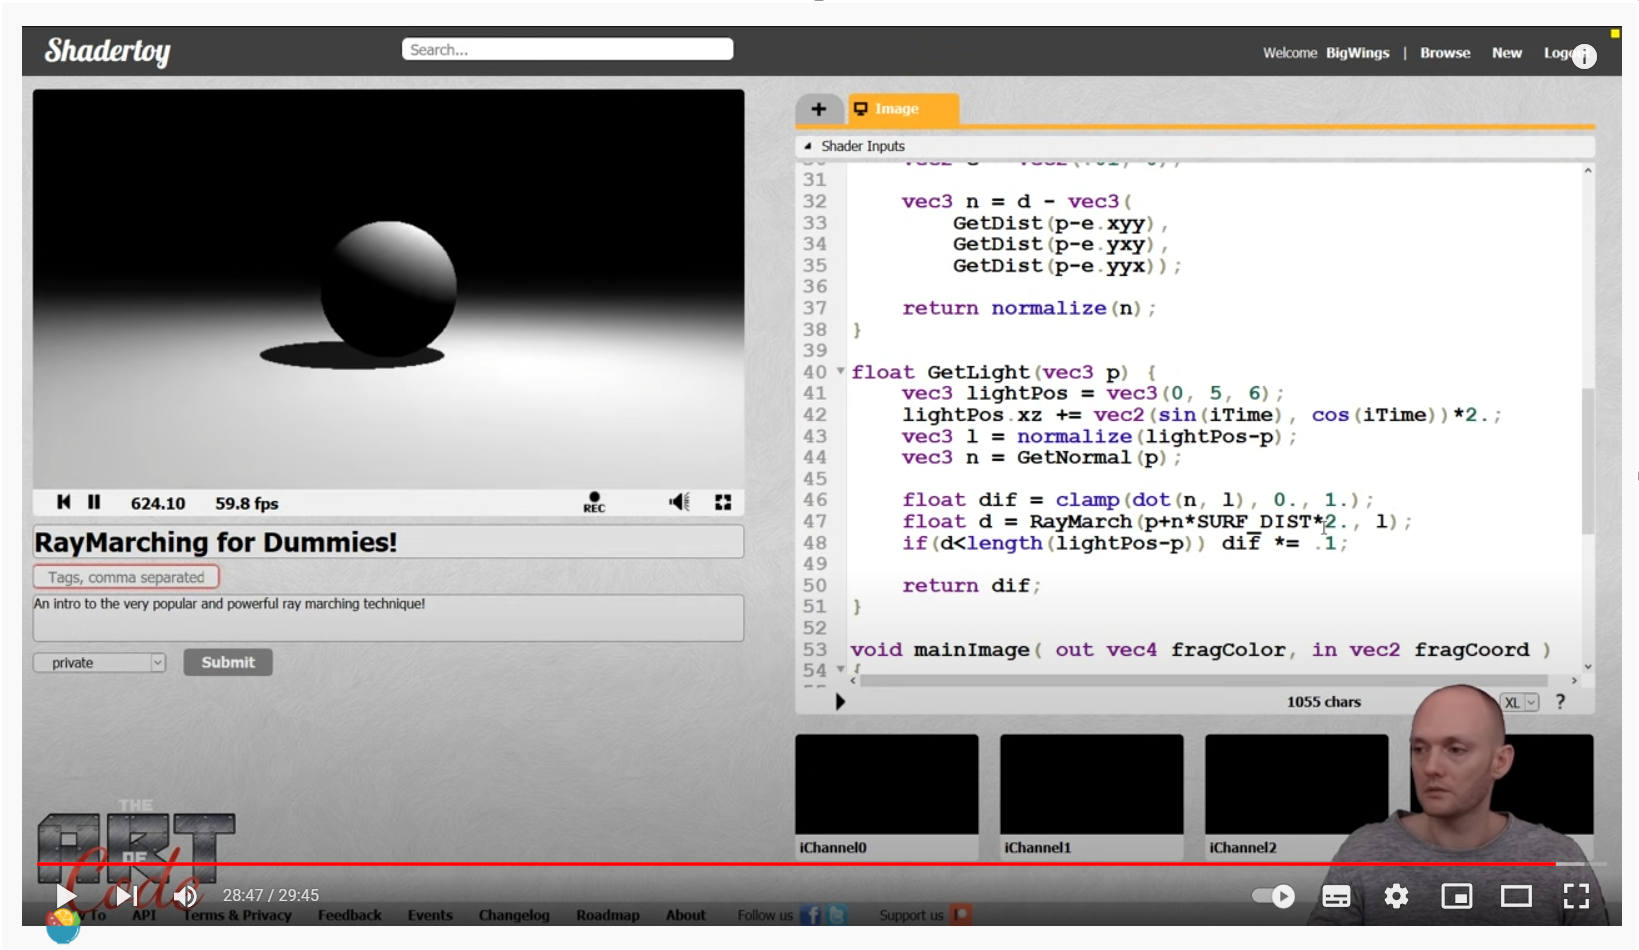 Shadertoy
Search...
Welcome BigWings | Browse New
Image
Shader Inputs
31
32 vec3 n = d - vec3(
33 GetDist(p-e.xyy),
34 GetDist(p-e.yxy),
35 GetDist(p-e.yyx));
36
37 return normalize(n);
38 }
39
40 float GetLight(vec3 p) {
41 vec3 lightPos = vec3(0, 5, 6);
42 lightPos.xz += vec2(sin(iTime), cos(iTime))*2.;
43 vec3 l = normalize(lightPos-p);
44 vec3 n = GetNormal(p);
45
46 float dif = clamp(dot(n, l), 0., 1.);
47 float d = RayMarch(p+n*SURF_DIST*2., l);
48 if(d<length(lightPos-p)) dif *= .1;
49
50 return dif;
51 }
52
53 void mainImage( out vec4 fragColor, in vec2 fragCoord )
54 {
1055 chars
XL
?
624.10 59.8 fps
REC
RayMarching for Dummies!
Tags, comma separated
An intro to the very popular and powerful ray marching technique!
private
Submit
iChannel0 iChannel1 iChannel2
THE
ART
OF
Code
28:47 / 29:45
To API Terms & Privacy Feedback Events Changelog Roadmap About Follow us Support us